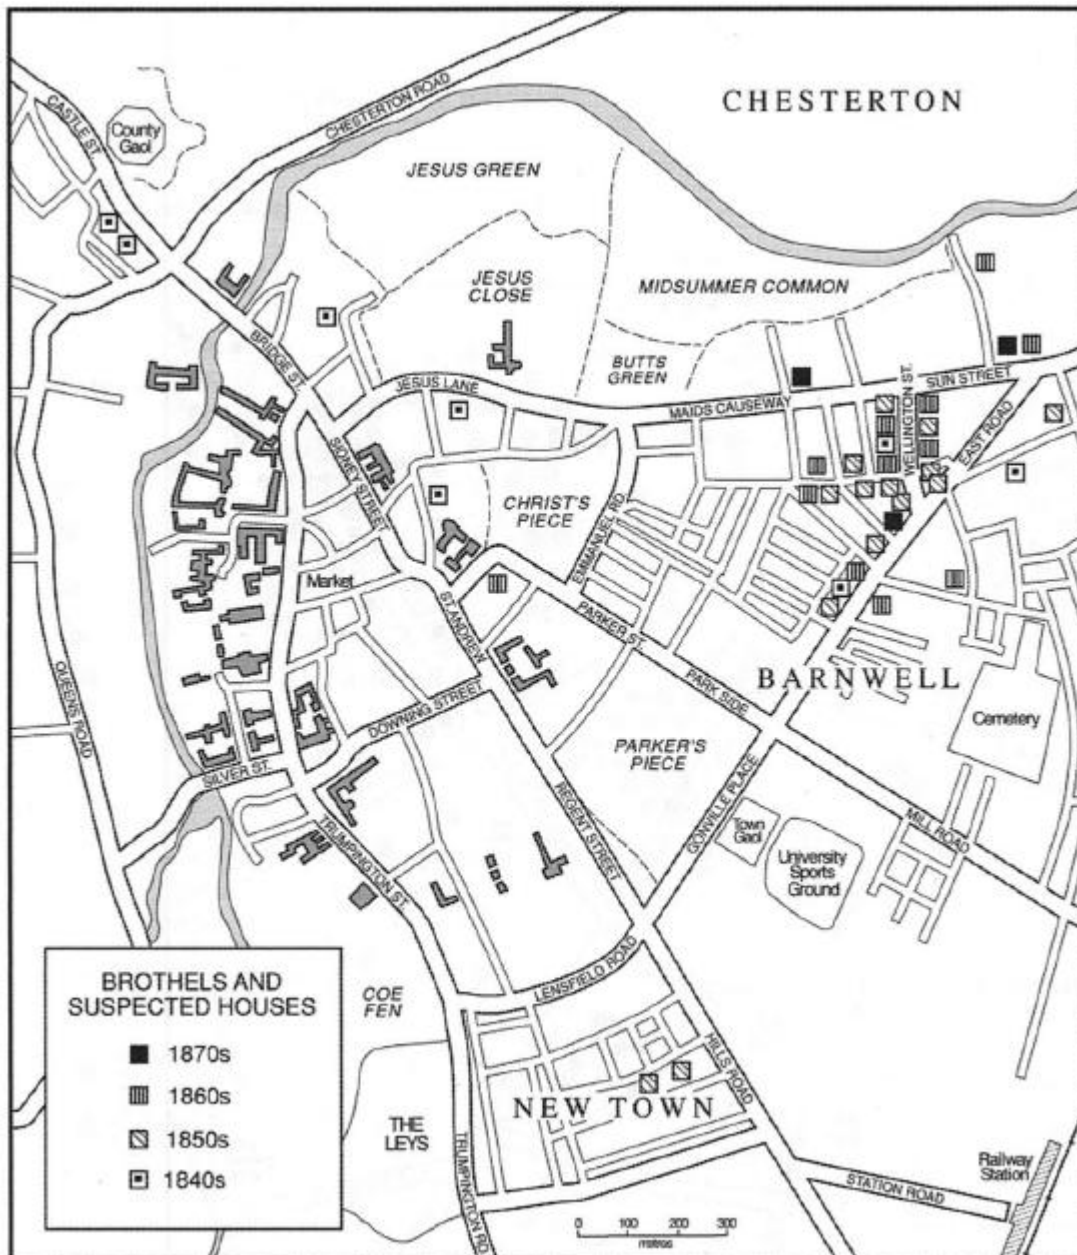 CHESTERTON
CHESTERTON ROAD
CASTLE ST.
County
Gaol
JESUS GREEN
JESUS
CLOSE
MIDSUMMER COMMON
BRIDGE ST.
BUTTS
GREEN
JESUS LANE
MAIDS CAUSEWAY
WELLINGTON ST.
SUN STREET
EAST ROAD
SIDNEY STREET
CHRIST'S
PIECE
EMMANUEL RD
Market
ST. ANDREW
PARKER ST.
PARK SIDE
BARNWELL
Cemetery
QUEENS ROAD
DOWNING STREET
SILVER ST.
PARKER'S
PIECE
REGENT STREET
GONVILLE PLACE
Town
Gaol
University
Sports
Ground
MILL ROAD
TRUMPINGTON ST.
LENSFIELD ROAD
COE
FEN
HILLS ROAD
NEW TOWN
THE
LEYS
TRUMPINGTON RD
Railway
Station
STATION ROAD
BROTHELS AND
SUSPECTED HOUSES
1870s
1860s
1850s
1840s
0 100 200 300
metres